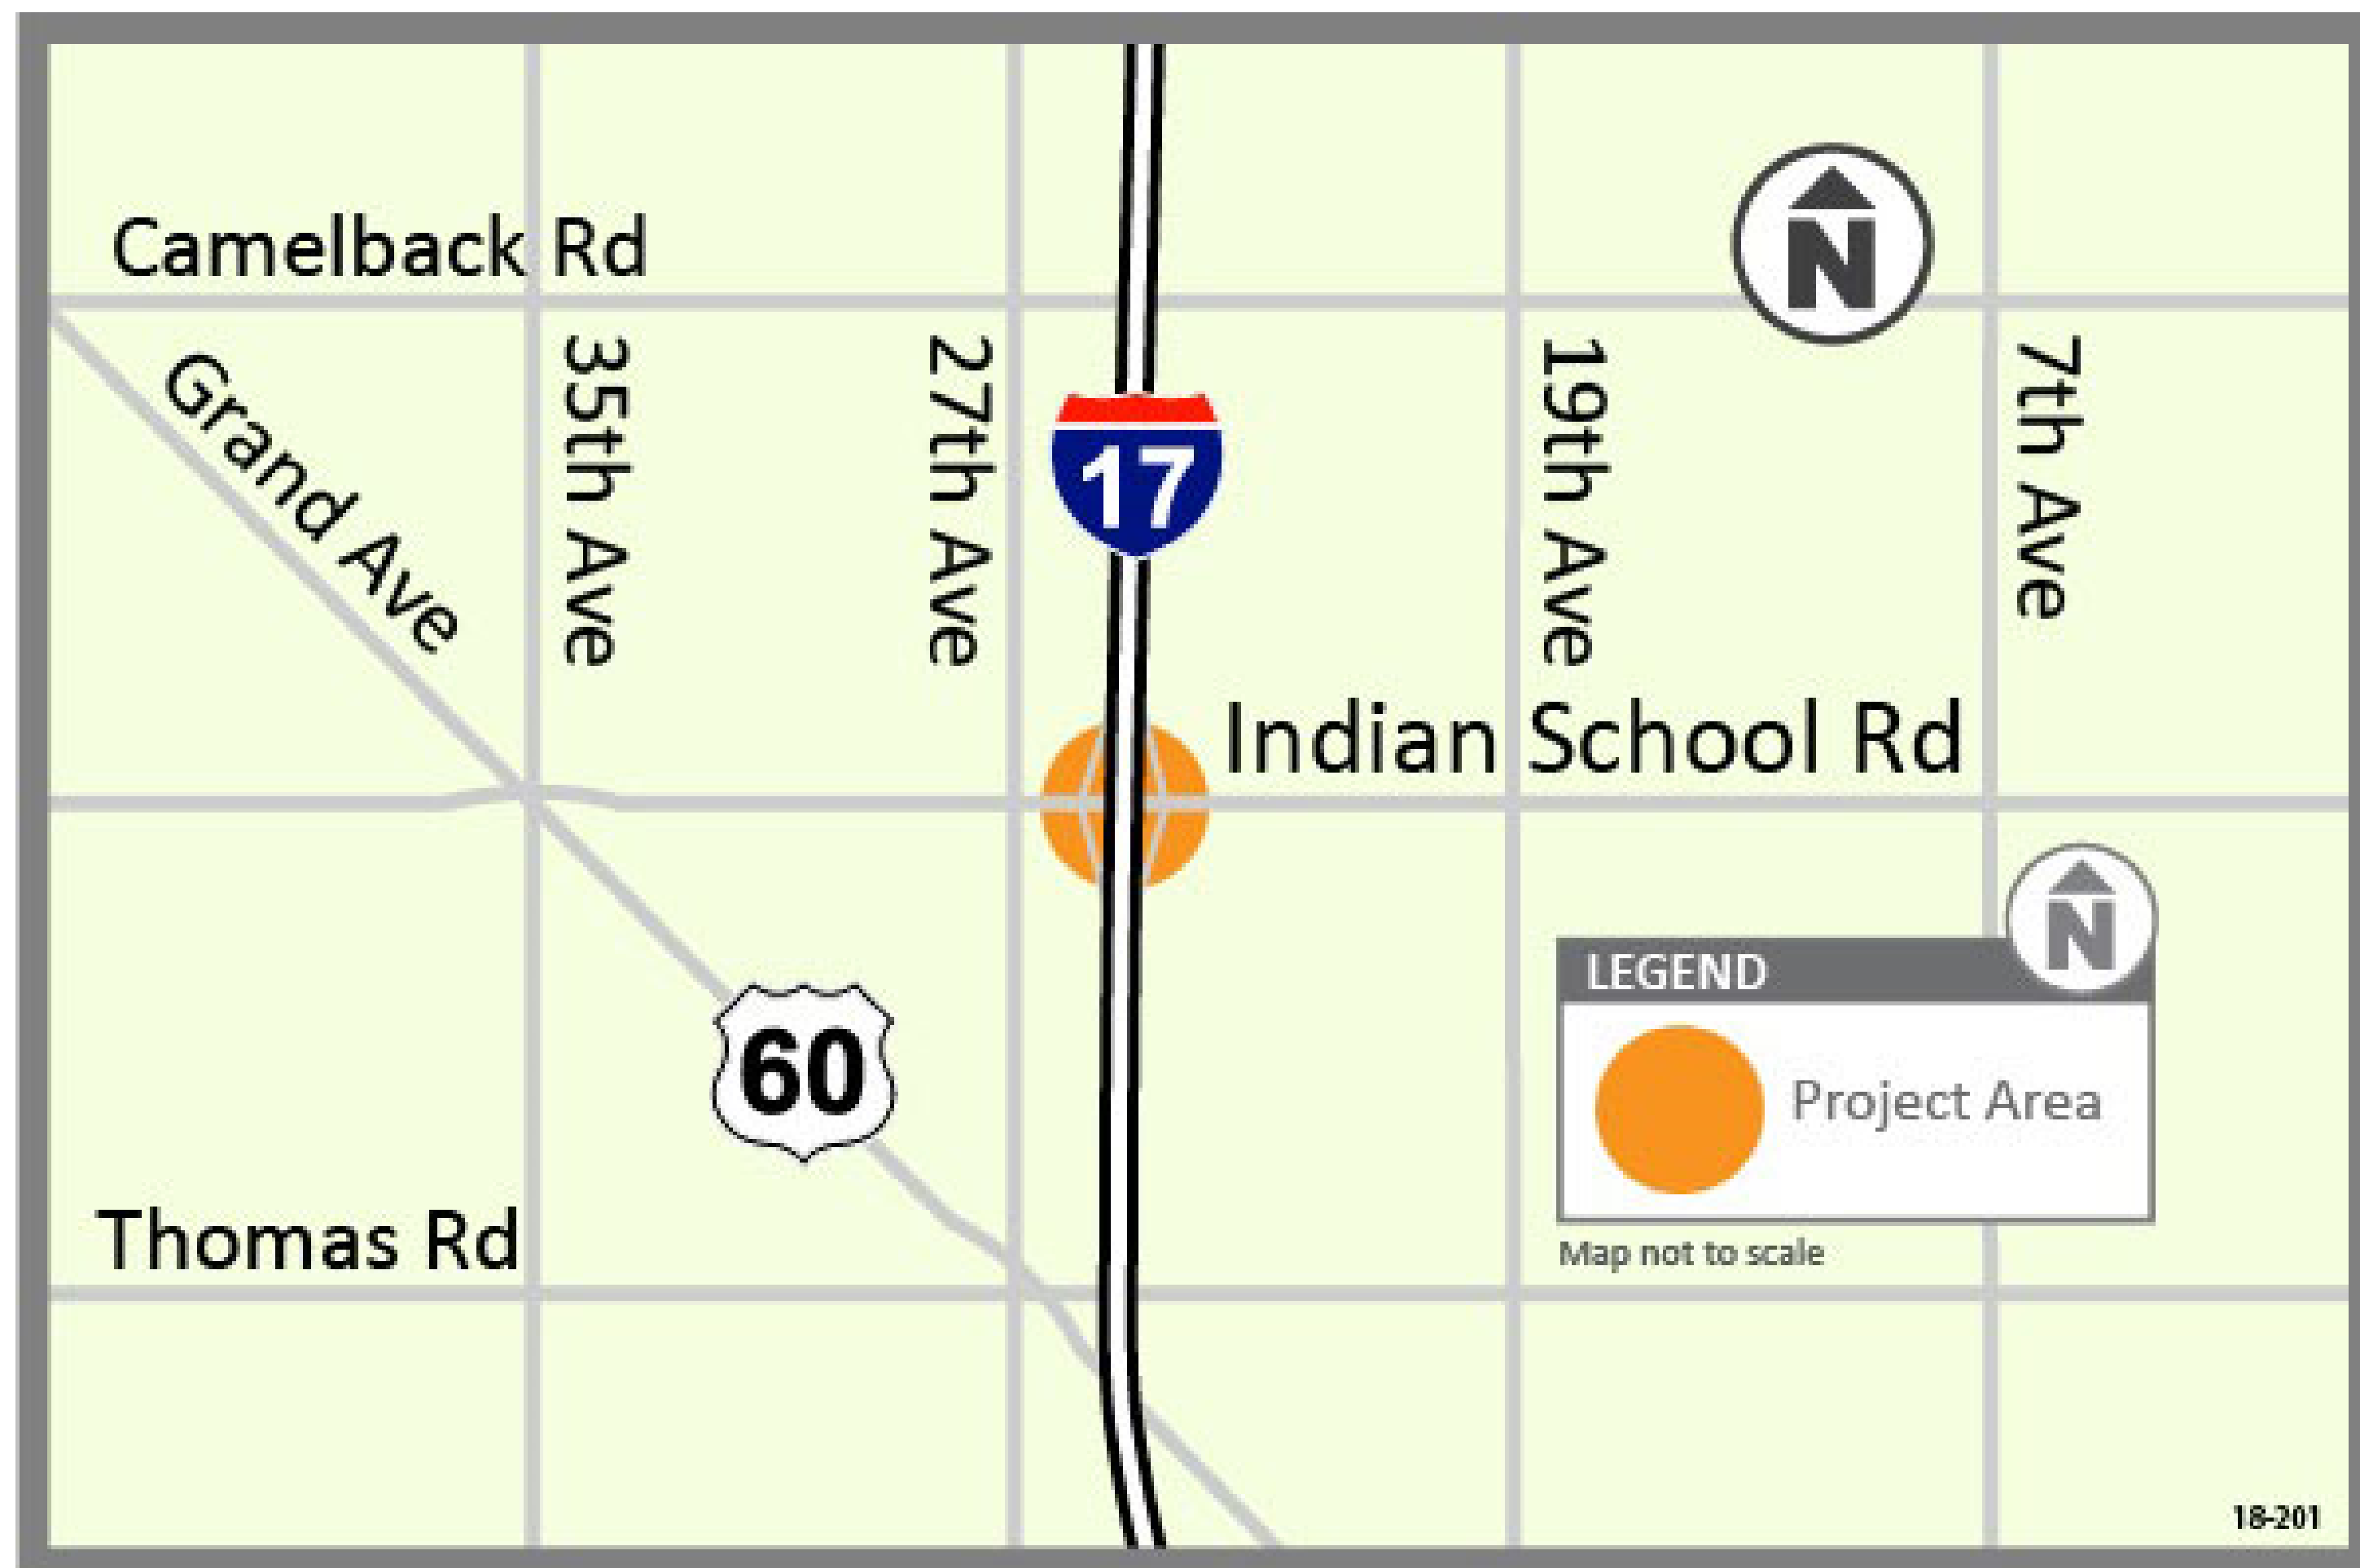 N
Camelback Rd
Grand Ave
35th Ave
27th Ave
17
19th Ave
7th Ave
Indian School Rd
N
LEGEND
60
Project Area
Thomas Rd
Map not to scale
18-201